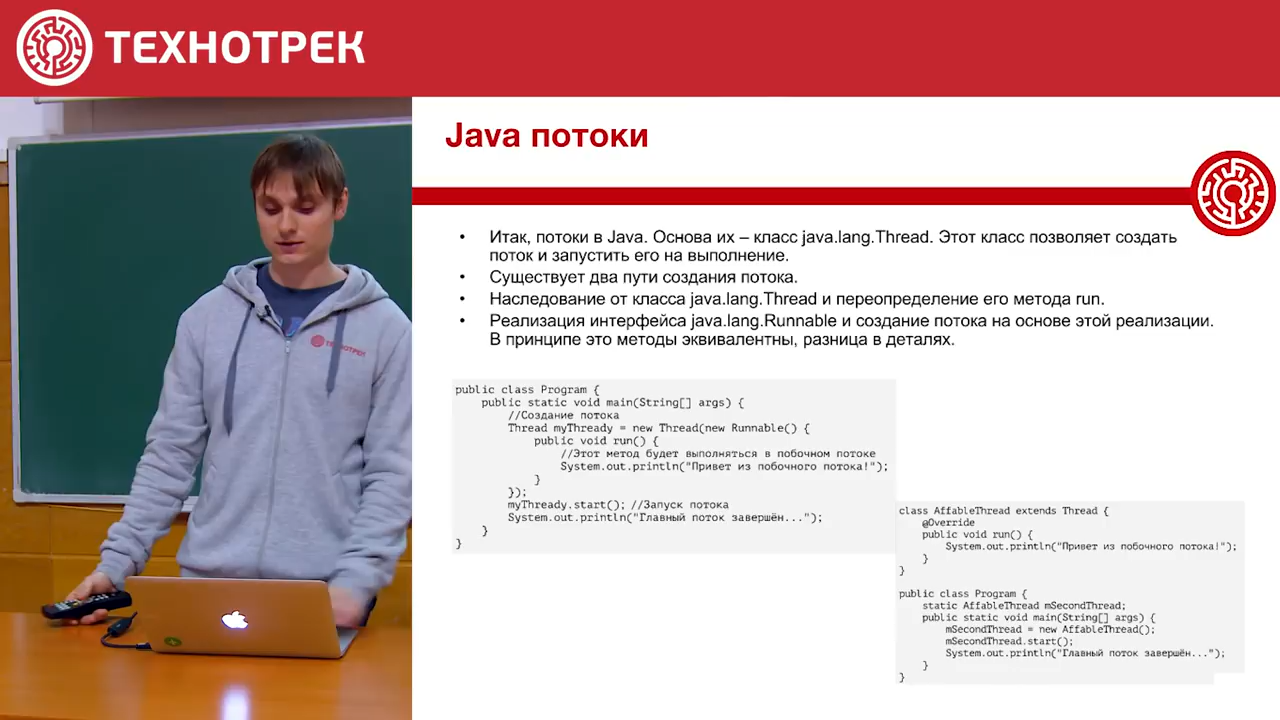 ТЕХНОТРЕК
Java потоки
• Итак, потоки в Java. Основа их – класс java.lang.Thread. Этот класс позволяет создать
поток и запустить его на выполнение.
• Существует два пути создания потока.
• Наследование от класса java.lang.Thread и переопределение его метода run.
• Реализация интерфейса java.lang.Runnable и создание потока на основе этой реализации.
В принципе это методы эквивалентны, разница в деталях.
ТЕХНОТРЕК
public class Program {
public static void main(String[] args) {
//Создание потока
Thread myThready = new Thread(new Runnable() {
public void run() {
//Этот метод будет выполняться в побочном потоке
System.out.println("Привет из побочного потока!");
}
});
myThready.start(); //Запуск потока
System.out.println("Главный поток завершён...");
}
}
class AffableThread extends Thread {
@Override
public void run() {
System.out.println("Привет из побочного потока!");
}
}
public class Program {
static AffableThread mSecondThread;
public static void main(String[] args) {
mSecondThread = new AffableThread();
mSecondThread.start();
System.out.println("Главный поток завершён...");
}
}